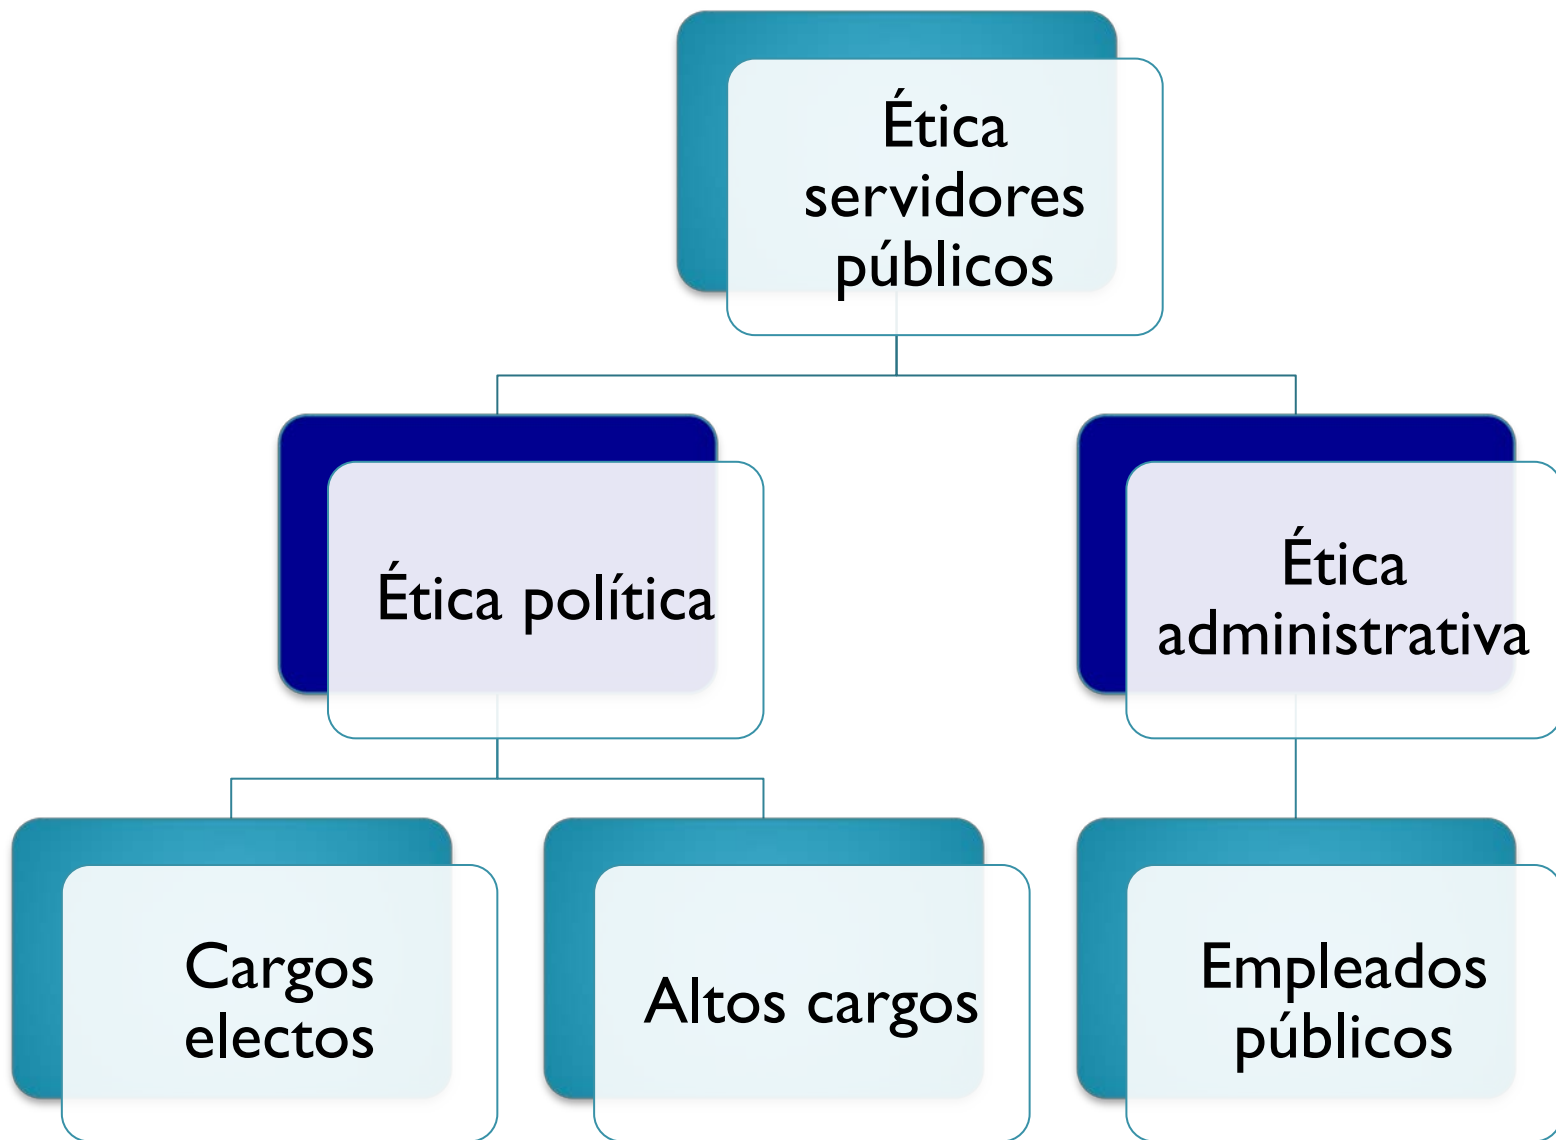 Ética
servidores
públicos
Ética política
Ética
administrativa
Cargos
electos
Altos cargos
Empleados
públicos